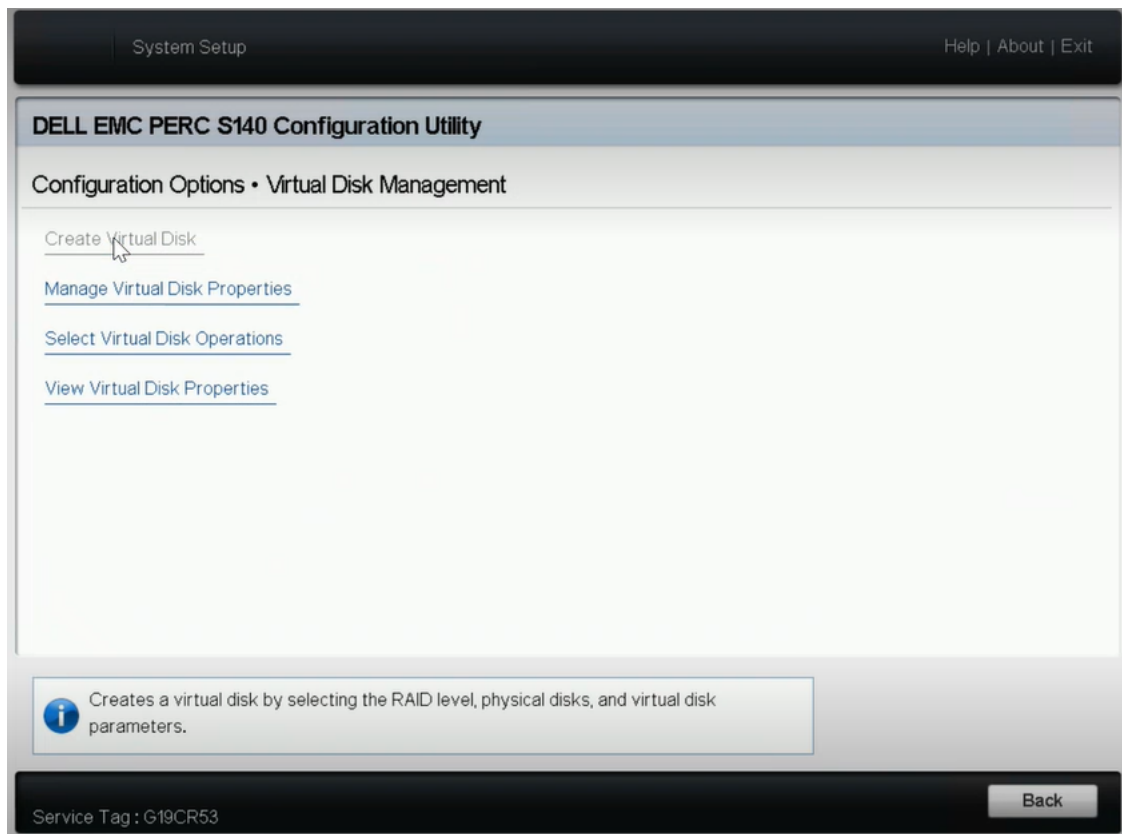 System Setup
Help | About | Exit
DELL EMC PERC S140 Configuration Utility
Configuration Options • Virtual Disk Management
Create Virtual Disk
Manage Virtual Disk Properties
Select Virtual Disk Operations
View Virtual Disk Properties
Creates a virtual disk by selecting the RAID level, physical disks, and virtual disk
parameters.
Service Tag : G19CR53
Back